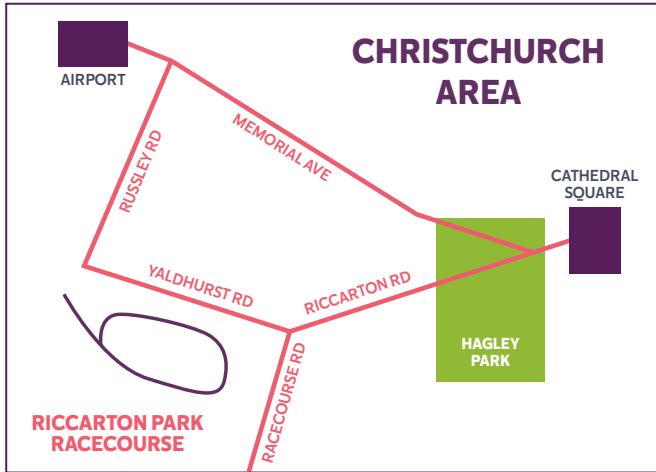 CHRISTCHURCH
AREA
AIRPORT
MEMORIAL AVE
RUSSLEY RD
CATHEDRAL
SQUARE
YALDHURST RD
RICCARTON RD
HAGLEY
PARK
RACECOURSE RD
RICCARTON PARK
RACECOURSE